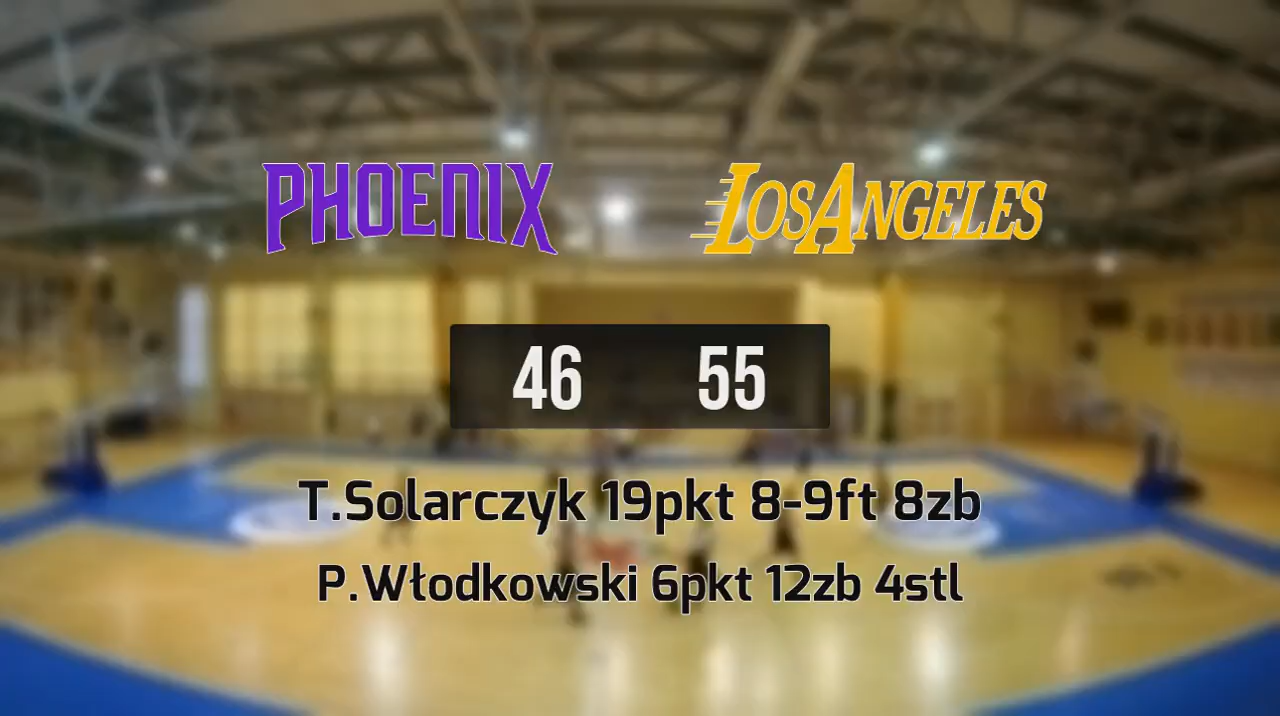 PHOENIX LOSANGELES
46 55
T.Solarczyk 19pkt 8-9ft 8zb
P.Włodkowski 6pkt 12zb 4stl